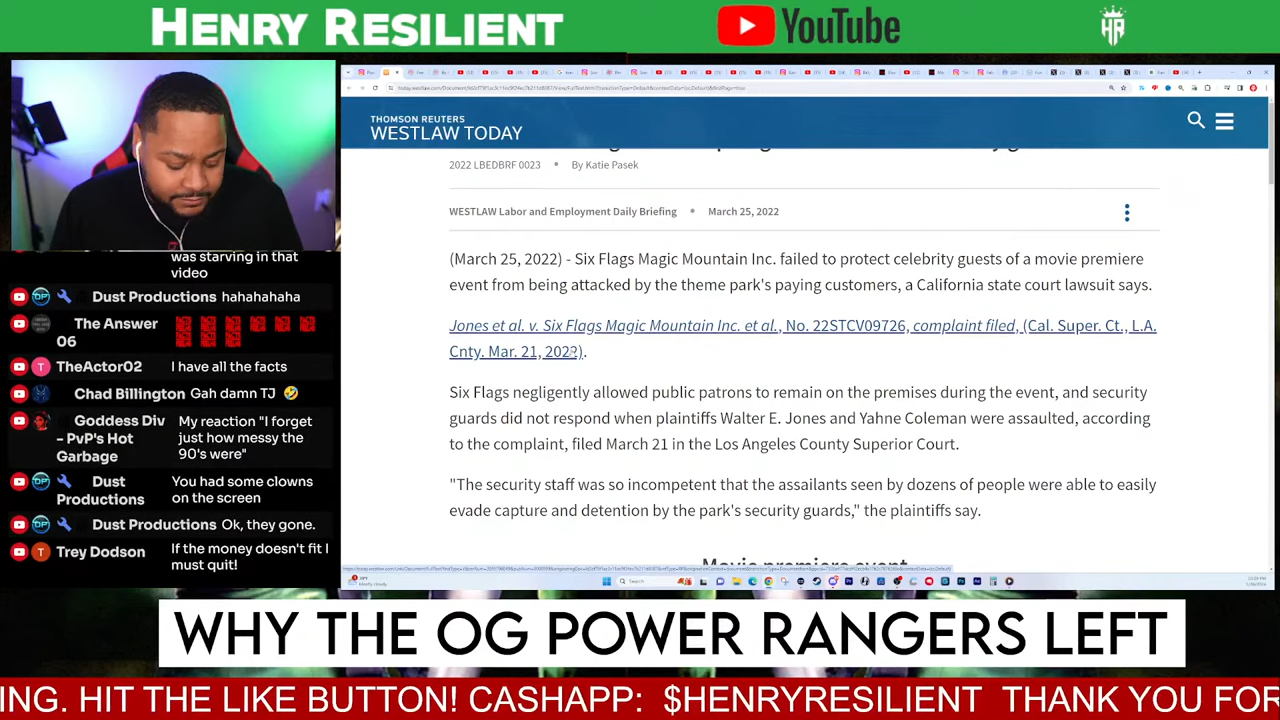 HENRY RESILIENT
YouTube
HR
THOMSON REUTERS
WESTLAW TODAY
2022 LBEDBRF 0023 • By Katie Pasek
WESTLAW Labor and Employment Daily Briefing • March 25, 2022
(March 25, 2022) - Six Flags Magic Mountain Inc. failed to protect celebrity guests of a movie premiere
event from being attacked by the theme park's paying customers, a California state court lawsuit says.
Jones et al. v. Six Flags Magic Mountain Inc. et al., No. 22STCV09726, complaint filed, (Cal. Super. Ct., L.A.
Cnty. Mar. 21, 2022).
Six Flags negligently allowed public patrons to remain on the premises during the event, and security
guards did not respond when plaintiffs Walter E. Jones and Yahne Coleman were assaulted, according
to the complaint, filed March 21 in the Los Angeles County Superior Court.
"The security staff was so incompetent that the assailants seen by dozens of people were able to easily
evade capture and detention by the park's security guards," the plaintiffs say.
Movie premiere event
Search
was starving in that
video
DP Dust Productions hahahahaha
The Answer
06
T TheActor02 I have all the facts
Chad Billington Gah damn TJ
Goddess Div My reaction "I forget
- PvP's Hot just how messy the
Garbage 90's were"
DP Dust You had some clowns
Productions on the screen
DP Dust Productions Ok, they gone.
T Trey Dodson If the money doesn't fit I
must quit!
WHY THE OG POWER RANGERS LEFT
ING. HIT THE LIKE BUTTON! CASHAPP: $HENRYRESILIENT THANK YOU FOR